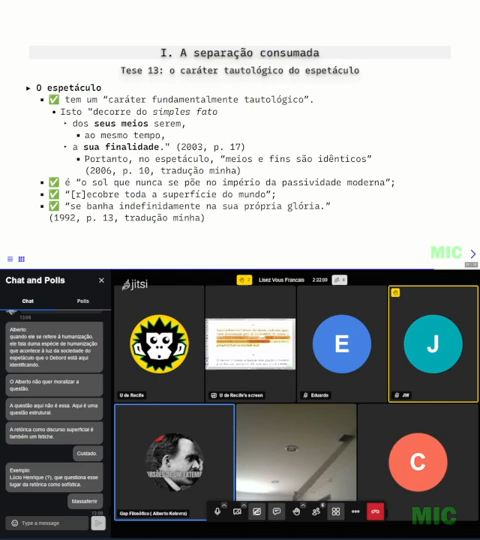 I. A separação consumada
Tese 13: o caráter tautológico do espetáculo
O espetáculo
tem um “caráter fundamentalmente tautológico”.
Isto "decorre do simples fato
dos seus meios serem,
ao mesmo tempo,
a sua finalidade." (2003, p. 17)
Portanto, no espetáculo, “meios e fins são idênticos”
(2006, p. 10, tradução minha)
é “o sol que nunca se põe no império da passividade moderna”;
“[r]ecobre toda a superfície do mundo”;
“se banha indefinidamente na sua própria glória.”
(1992, p. 13, tradução minha)
MIC
Chat and Polls
Chat
Polls
Alberto:
quando ele se refere à humanização,
ele fala duma espécie de humanização
que acontece à luz da sociedade do
espetáculo que o Debord está aqui
identificando.
O Alberto não quer moralizar a
questão.
A questão aqui não é essa. Aqui é uma
questão estrutural.
A retórica como discurso superficial é
também um fetiche.
Cuidado.
Exemplo:
Lúcio Henrique (?), que questiona esse
lugar da retórica como sofística.
Massaferrir
Type a message
jitsi
Lisez Vous Francais
U de Recife
U de Recife's screen
E
Eduardo
J
JW
Gap Filosófico ( Alberto Kolevro)
C
MIC